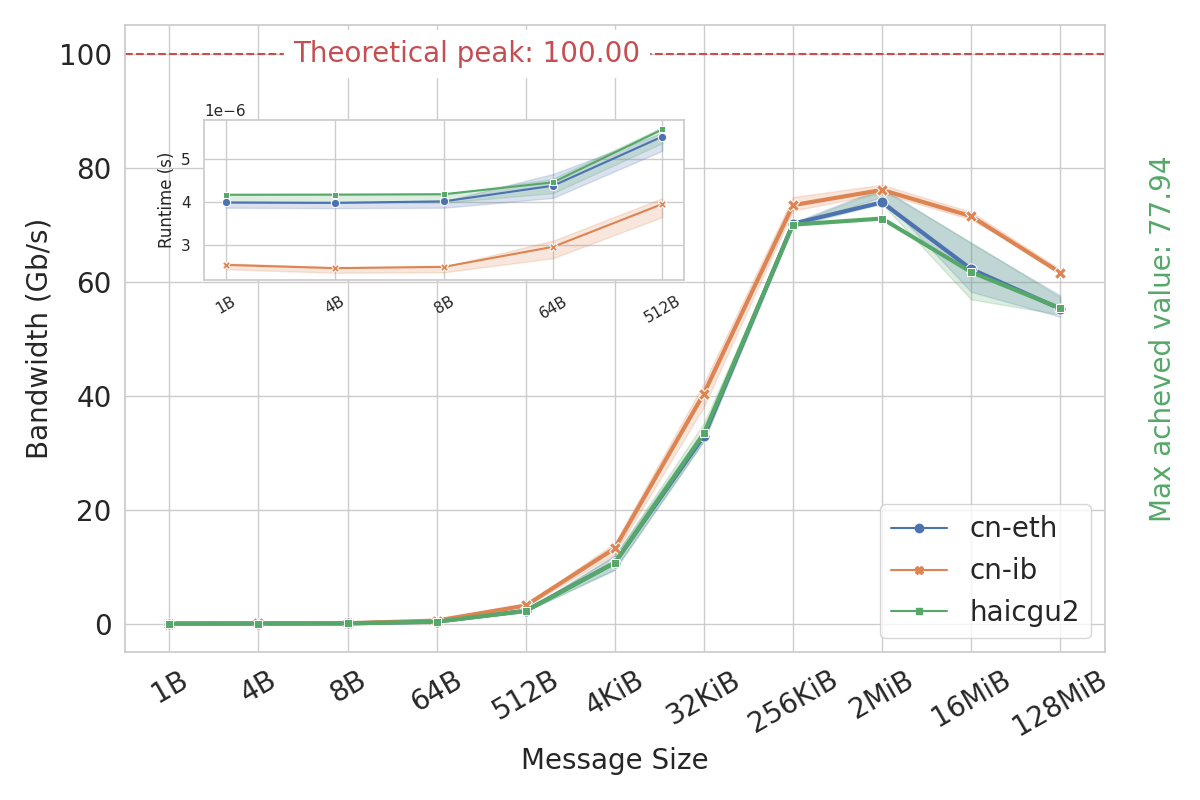 Theoretical peak: 100.00
100
80
60
40
20
0
Bandwidth (Gb/s)
1e−6
5
4
3
Runtime (s)
1B
4B
8B
64B
512B
Max acheved value: 77.94
cn-eth
cn-ib
haicgu2
1B
4B
8B
64B
512B
4KiB
32KiB
256KiB
2MiB
16MiB
128MiB
Message Size